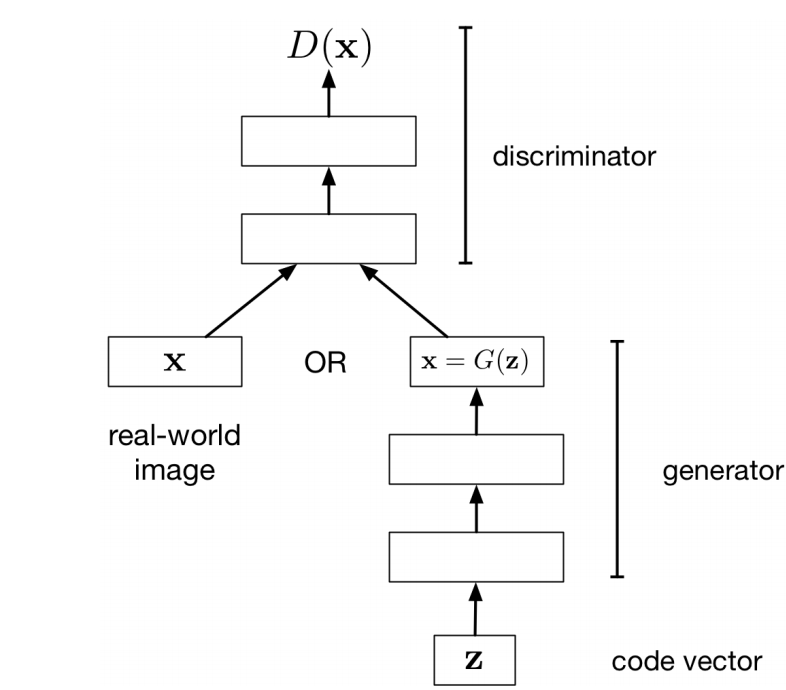 D(x)
discriminator
x
OR
x = G(z)
real-world
image
generator
z
code vector